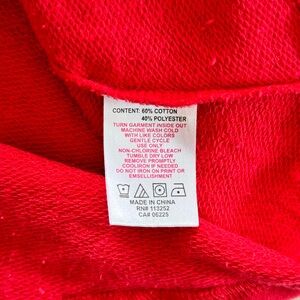 CONTENT: 60% COTTON
40% POLYESTER
TURN GARMENT INSIDE OUT
MACHINE WASH COLD
WITH LIKE COLORS
GENTLE CYCLE
USE ONLY
NON-CHLORINE BLEACH
TUMBLE DRY LOW
REMOVE PROMPTLY
COOL IRON IF NEEDED
DO NOT IRON ON PRINT OR
EMBELLISHMENT
MADE IN CHINA
RN# 113252
CA# 06225